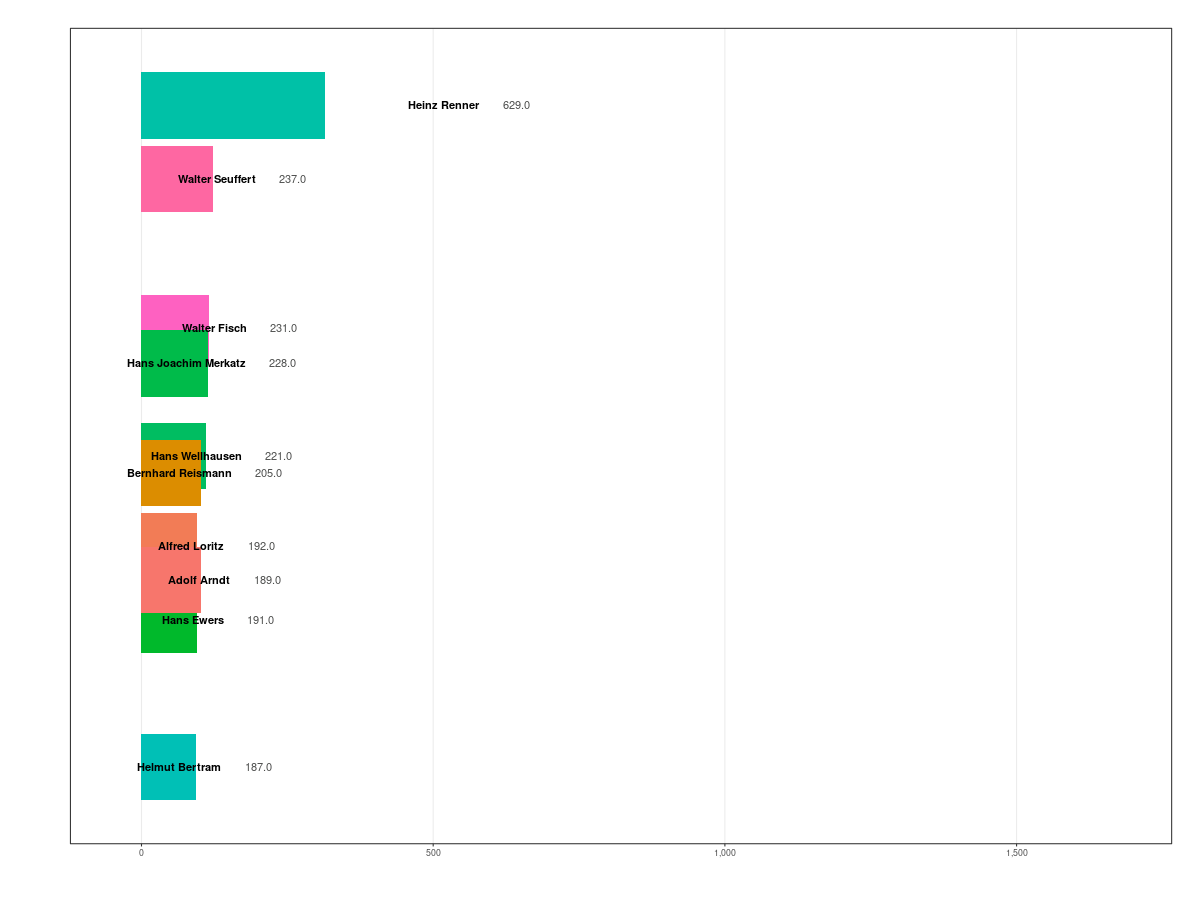 Heinz Renner 629.0
Walter Seuffert 237.0
Walter Fisch 231.0
Hans Joachim Merkatz 228.0
Hans Wellhausen 221.0
Bernhard Reismann 205.0
Alfred Loritz 192.0
Adolf Arndt 189.0
Hans Ewers 191.0
Helmut Bertram 187.0
0 500 1,000 1,500